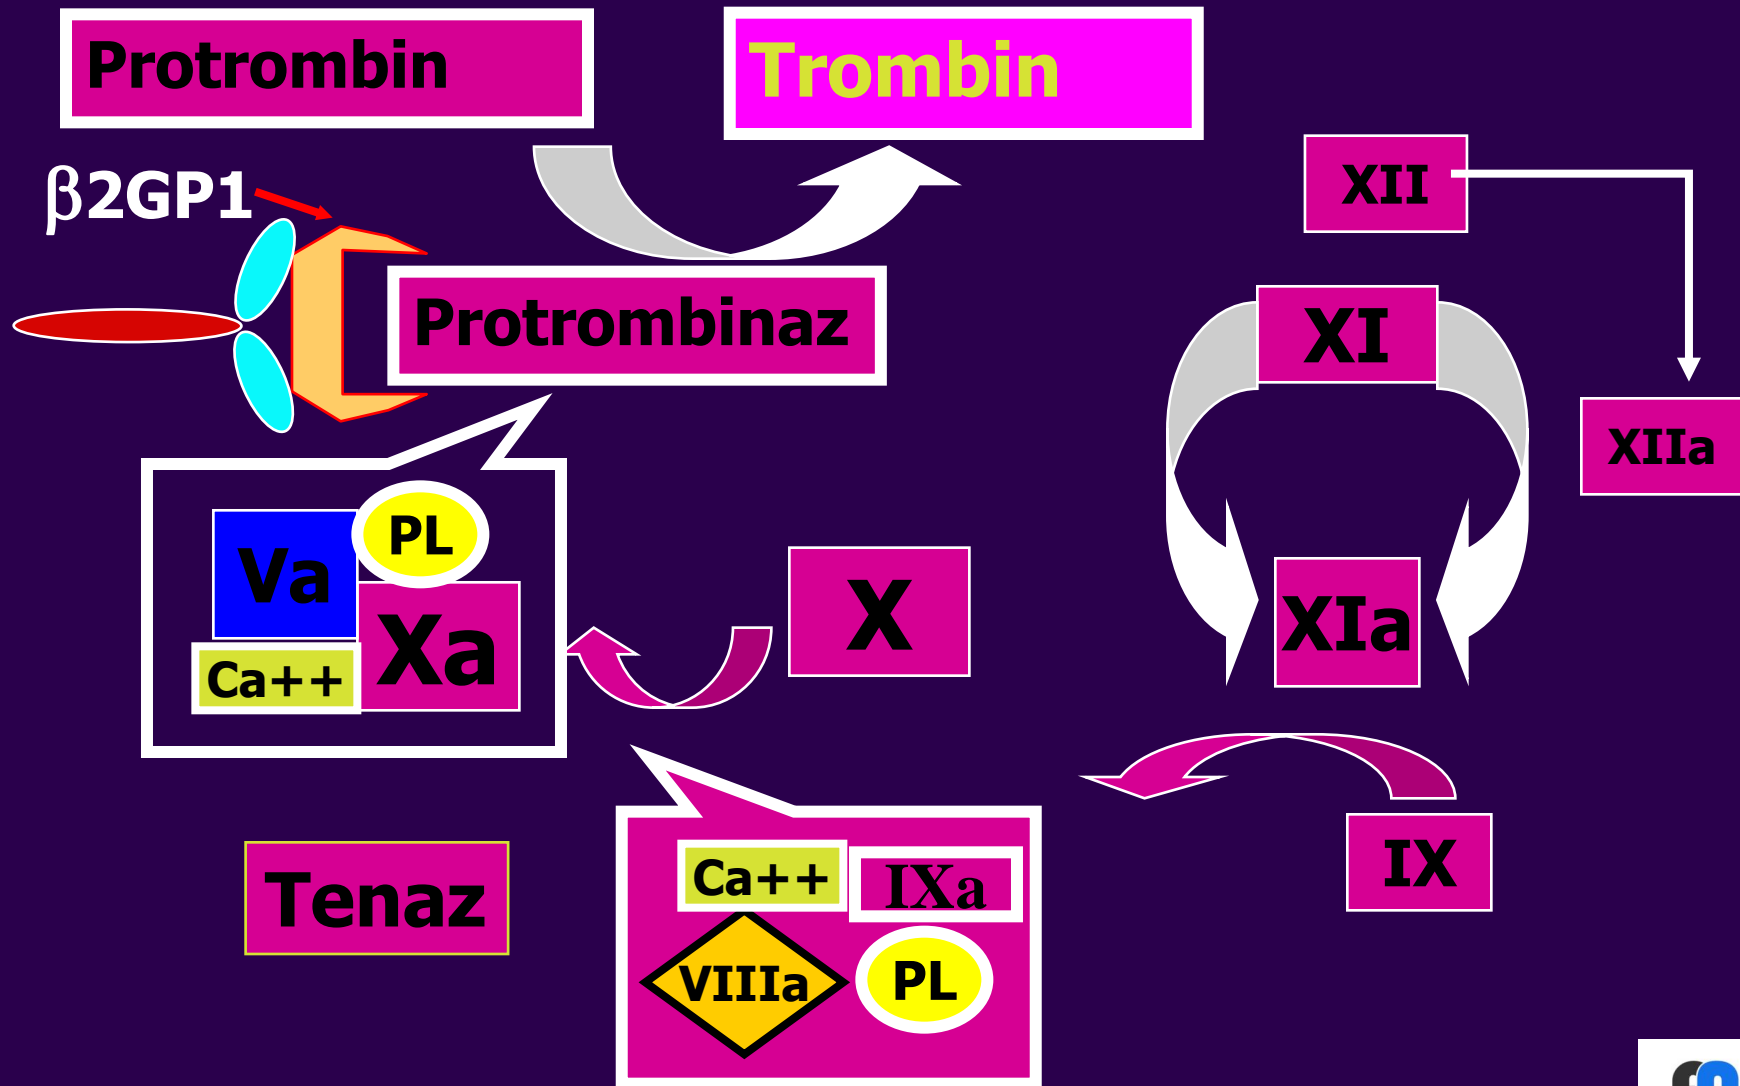 Protrombin
Trombin
β2GP1
XII
Protrombinaz
XI
XIIa
PL
Va
Xa
Ca++
X
XIa
Tenaz
Ca++
IXa
VIIIa
PL
IX